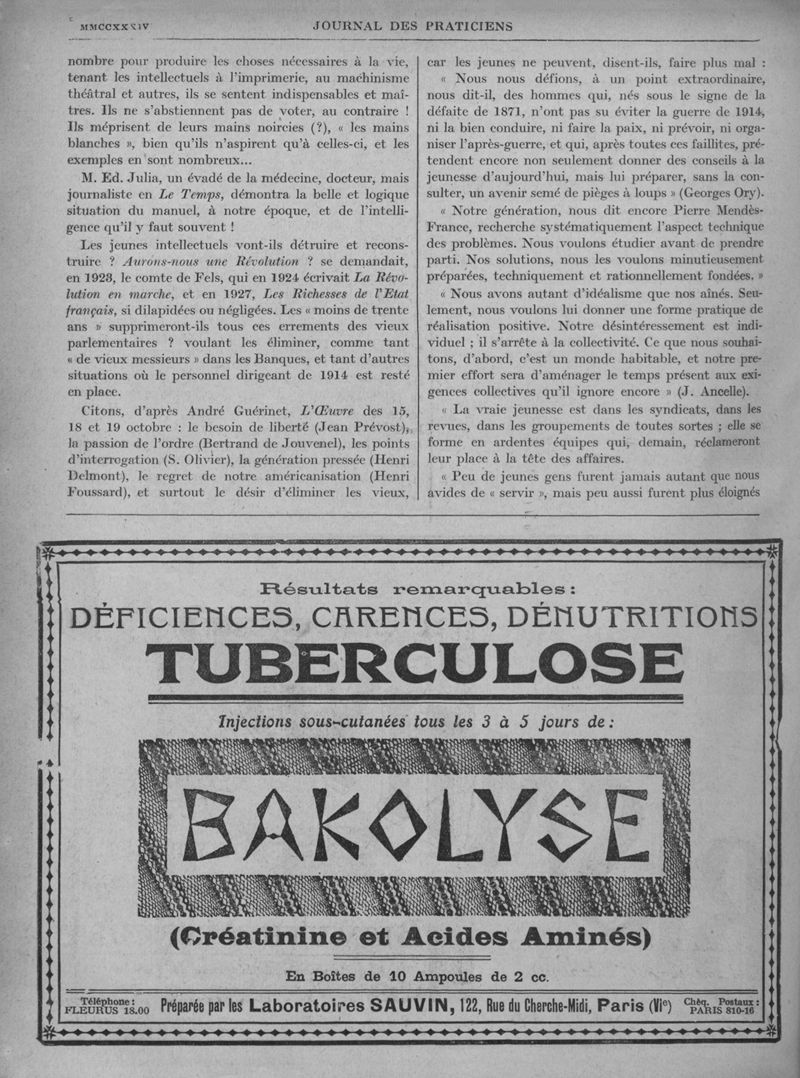 MMCCXXXIV
JOURNAL DES PRATICIENS
nombre pour produire les choses nécessaires à la vie,
tenant les intellectuels à l'imprimerie, au machinisme
théâtral et autres, ils se sentent indispensables et maî-
tres. Ils ne s'abstiennent pas de voter, au contraire !
Ils méprisent de leurs mains noircies (?), « les mains
blanches », bien qu'ils n'aspirent qu'à celles-ci, et les
exemples en sont nombreux...
M. Ed. Julia, un évadé de la médecine, docteur, mais
journaliste en Le Temps, démontra la belle et logique
situation du manuel, à notre époque, et de l'intelli-
gence qu'il y faut souvent !
Les jeunes intellectuels vont-ils détruire et recons-
truire ? Aurons-nous une Révolution ? se demandait,
en 1923, le comte de Fels, qui en 1924 écrivait La Révo-
lution en marche, et en 1927, Les Richesses de l'Etat
français, si dilapidées ou négligées. Les « moins de trente
ans » supprimeront-ils tous ces errements des vieux
parlementaires ? voulant les éliminer, comme tant
« de vieux messieurs » dans les Banques, et tant d'autres
situations où le personnel dirigeant de 1914 est resté
en place.
Citons, d'après André Guérinet, L'Œuvre des 15,
18 et 19 octobre : le besoin de liberté (Jean Prévost),
la passion de l'ordre (Bertrand de Jouvenel), les points
d'interrogation (S. Olivier), la génération pressée (Henri
Delmont), le regret de notre américanisation (Henri
Foussard), et surtout le désir d'éliminer les vieux,
car les jeunes ne peuvent, disent-ils, faire plus mal :
« Nous nous défions, à un point extraordinaire,
nous dit-il, des hommes qui, nés sous le signe de la
défaite de 1871, n'ont pas su éviter la guerre de 1914,
ni la bien conduire, ni faire la paix, ni prévoir, ni orga-
niser l'après-guerre, et qui, après toutes ces faillites, pré-
tendent encore non seulement donner des conseils à la
jeunesse d'aujourd'hui, mais lui préparer, sans la con-
sulter, un avenir semé de pièges à loups » (Georges Ory).
« Notre génération, nous dit encore Pierre Mendès-
France, recherche systématiquement l'aspect technique
des problèmes. Nous voulons étudier avant de prendre
parti. Nos solutions, nous les voulons minutieusement
préparées, techniquement et rationnellement fondées. »
« Nous avons autant d'idéalisme que nos aînés. Seu-
lement, nous voulons lui donner une forme pratique de
réalisation positive. Notre désintéressement est indi-
viduel ; il s'arrête à la collectivité. Ce que nous souhai-
tons, d'abord, c'est un monde habitable, et notre pre-
mier effort sera d'aménager le temps présent aux exi-
gences collectives qu'il ignore encore » (J. Ancelle).
« La vraie jeunesse est dans les syndicats, dans les
revues, dans les groupements de toutes sortes ; elle se
forme en ardentes équipes qui, demain, réclameront
leur place à la tête des affaires.
« Peu de jeunes gens furent jamais autant que nous
avides de « servir », mais peu aussi furent plus éloignés
Résultats remarquables :
DÉFICIENCES, CARENCES, DÉNUTRITIONS
TUBERCULOSE
Injections sous-cutanées tous les 3 à 5 jours de :
BAKOLYSE
(Créatinine et Acides Aminés)
En Boîtes de 10 Ampoules de 2 cc.
Téléphone :
FLEURUS 18.00
Préparée par les Laboratoires SAUVIN, 122, Rue du Cherche-Midi, Paris (VIe)
Chèq. Postaux :
PARIS 810-16